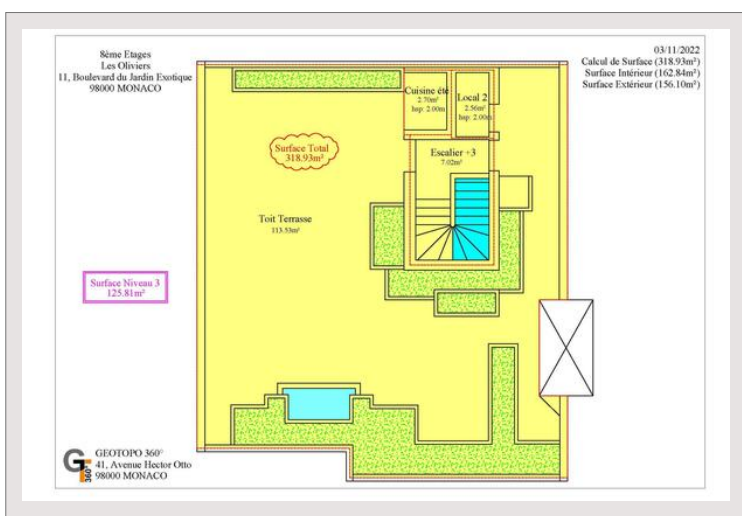 8ème Etages
Les Oliviers
11, Boulevard du Jardin Exotique
98000 MONACO
03/11/2022
Calcul de Surface (318.93m²)
Surface Intérieur (162.84m²)
Surface Extérieur (156.10m²)
Cuisine été
2.70m²
Hsp: 2.00m
Local 2
2.56m²
Hsp: 2.00m
Surface Total
318.93m²
Escalier +3
7.02m²
Toit Terrasse
113.53m²
Surface Niveau 3
125.81m²
GT
360°
GEOTOPO 360°
41, Avenue Hector Otto
98000 MONACO